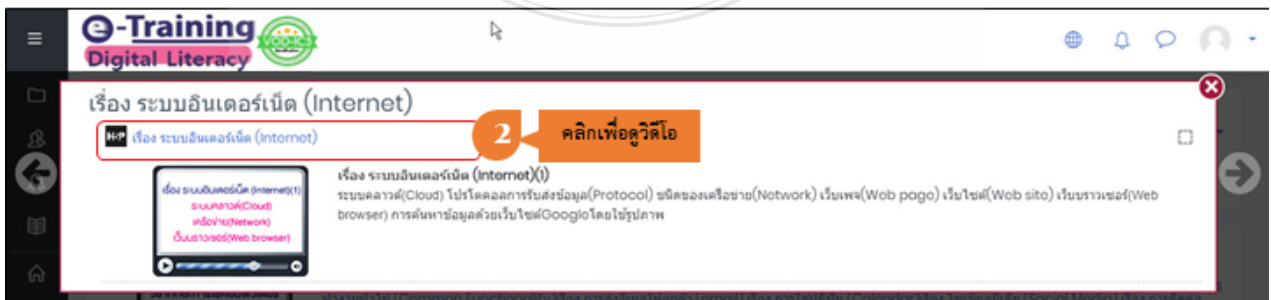 e-Training
VOD-ICS
Digital Literacy
เรื่อง ระบบอินเตอร์เน็ต (Internet)
H-P เรื่อง ระบบอินเตอร์เน็ต (Internet)
2 คลิกเพื่อดูวิดีโอ
เรื่อง ระบบอินเตอร์เน็ต (Internet)(1)
ระบบคลาวด์(Cloud)
เครือข่าย(Network)
เว็บบราวเซอร์(Web browser)
เรื่อง ระบบอินเตอร์เน็ต (Internet)(1)
ระบบคลาวด์(Cloud) โปรโตคอลการรับส่งข้อมูล(Protocol) ชนิดของเครือข่าย(Network) เว็บเพจ(Web page) เว็บไซต์(Web site) เว็บบราวเซอร์(Web
browser) การค้นหาข้อมูลด้วยเว็บไซต์Googleโดยใช้รูปภาพ